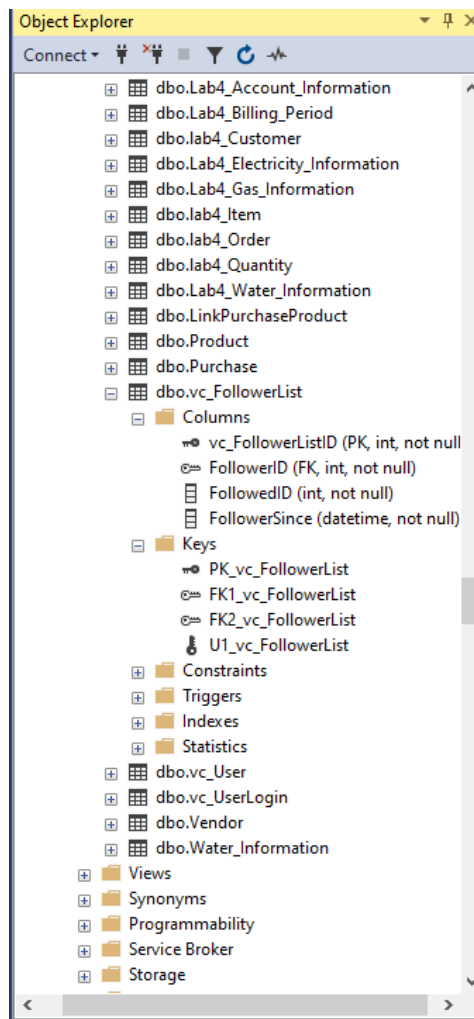 Object Explorer
Connect
dbo.Lab4_Account_Information
dbo.Lab4_Billing_Period
dbo.lab4_Customer
dbo.Lab4_Electricity_Information
dbo.Lab4_Gas_Information
dbo.lab4_Item
dbo.lab4_Order
dbo.lab4_Quantity
dbo.Lab4_Water_Information
dbo.LinkPurchaseProduct
dbo.Product
dbo.Purchase
dbo.vc_FollowerList
Columns
vc_FollowerListID (PK, int, not null
FollowerID (FK, int, not null)
FollowedID (int, not null)
FollowerSince (datetime, not null)
Keys
PK_vc_FollowerList
FK1_vc_FollowerList
FK2_vc_FollowerList
U1_vc_FollowerList
Constraints
Triggers
Indexes
Statistics
dbo.vc_User
dbo.vc_UserLogin
dbo.Vendor
dbo.Water_Information
Views
Synonyms
Programmability
Service Broker
Storage